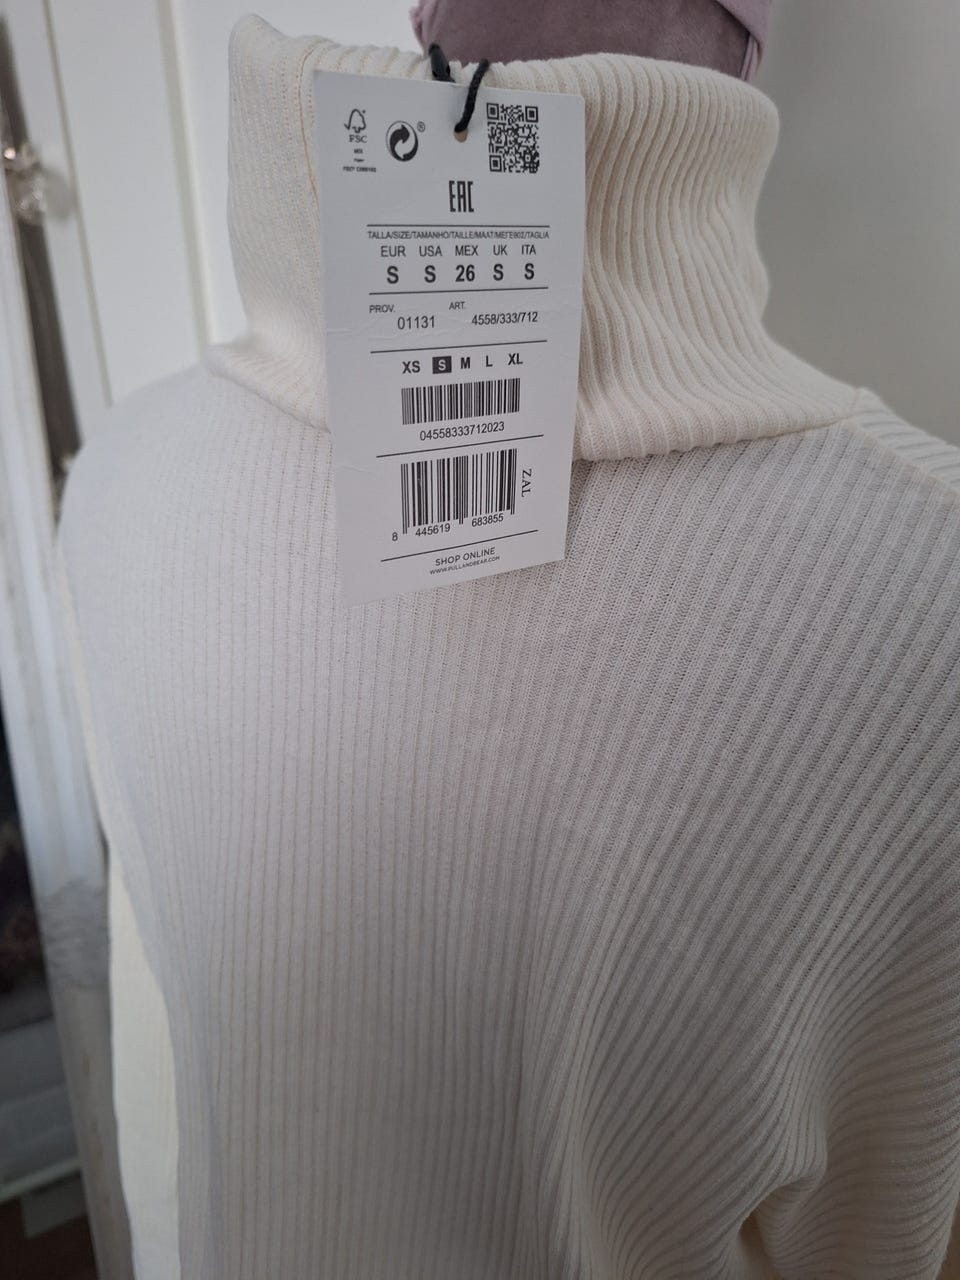 FSC
MIX
®
EAC
TALLA/SIZE/TAMANHO/TAILLE/MAAT/ΜΕΓΕΘΟΣ/TAGLIA
EUR USA MEX UK ITA
S S 26 S S
PROV. ART.
01131 4558/333/712
XS S M L XL
04558333712023
ZAL
8 445619 683855
SHOP ONLINE
WWW.PULLANDBEAR.COM